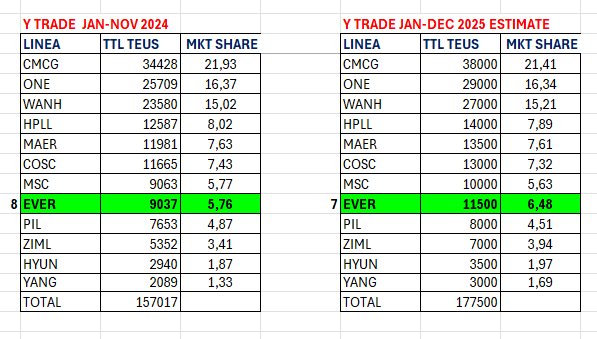 Y TRADE  JAN-NOV 2024
LINEA TTL TEUS MKT SHARE
CMCG 34428 21,93
ONE 25709 16,37
WANH 23580 15,02
HPLL 12587 8,02
MAER 11981 7,63
COSC 11665 7,43
MSC 9063 5,77
8 EVER 9037 5,76
PIL 7653 4,87
ZIML 5352 3,41
HYUN 2940 1,87
YANG 2089 1,33
TOTAL 157017
Y TRADE JAN-DEC 2025 ESTIMATE
LINEA TTL TEUS MKT SHARE
CMCG 38000 21,41
ONE 29000 16,34
WANH 27000 15,21
HPLL 14000 7,89
MAER 13500 7,61
COSC 13000 7,32
MSC 10000 5,63
7 EVER 11500 6,48
PIL 8000 4,51
ZIML 7000 3,94
HYUN 3500 1,97
YANG 3000 1,69
TOTAL 177500